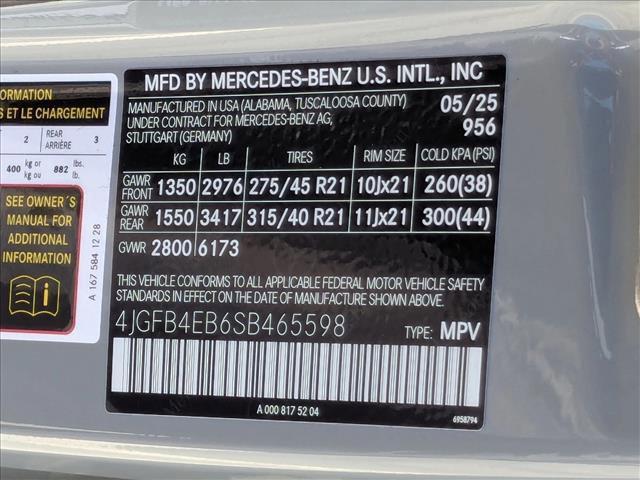 ORMATION
S ET LE CHARGEMENT
2 REAR ARRIÈRE 3
400 kg or kg ou 882 lbs. lb.
SEE OWNER´S
MANUAL FOR
ADDITIONAL
INFORMATION
A 167 584 12 28
MFD BY MERCEDES-BENZ U.S. INTL., INC
MANUFACTURED IN USA (ALABAMA, TUSCALOOSA COUNTY) 05/25
UNDER CONTRACT FOR MERCEDES-BENZ AG, 956
STUTTGART (GERMANY)
KG LB TIRES RIM SIZE COLD KPA (PSI)
GAWR FRONT 1350 2976 275/45 R21 10Jx21 260(38)
GAWR REAR 1550 3417 315/40 R21 11Jx21 300(44)
GVWR 2800 6173
THIS VEHICLE CONFORMS TO ALL APPLICABLE FEDERAL MOTOR VEHICLE SAFETY
STANDARDS IN EFFECT ON THE DATE OF MANUFACTURE SHOWN ABOVE.
4JGFB4EB6SB465598 TYPE: MPV
A 000 817 52 04
6958794